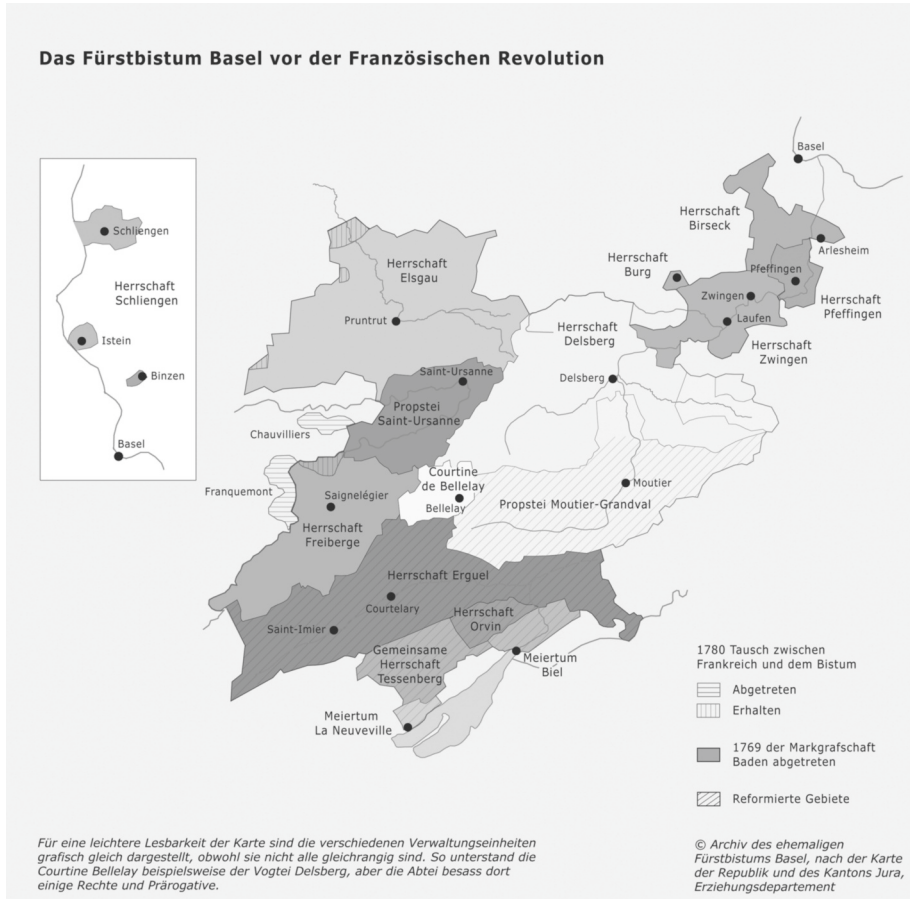 Das Fürstbistum Basel vor der Französischen Revolution
Schliengen
Herrschaft
Schliengen
Istein
Binzen
Basel
Basel
Herrschaft
Birseck
Arlesheim
Herrschaft
Burg
Pfeffingen
Zwingen
Herrschaft
Pfeffingen
Laufen
Herrschaft
Zwingen
Herrschaft
Elsgau
Pruntrut
Herrschaft
Delsberg
Delsberg
Saint-Ursanne
Propstei
Saint-Ursanne
Chauvilliers
Franquemont
Courtine
de Bellelay
Bellelay
Moutier
Propstei Moutier-Grandval
Saignelégier
Herrschaft
Freiberge
Herrschaft Erguel
Courtelary
Saint-Imier
Herrschaft
Orvin
Gemeinsame
Herrschaft
Tessenberg
Meiertum
Biel
Meiertum
La Neuveville
1780 Tausch zwischen
Frankreich und dem Bistum
Abgetreten
Erhalten
1769 der Markgrafschaft
Baden abgetreten
Reformierte Gebiete
Für eine leichtere Lesbarkeit der Karte sind die verschiedenen Verwaltungseinheiten
grafisch gleich dargestellt, obwohl sie nicht alle gleichrangig sind. So unterstand die
Courtine Bellelay beispielsweise der Vogtei Delsberg, aber die Abtei besass dort
einige Rechte und Prärogative.
© Archiv des ehemaligen
Fürstbistums Basel, nach der Karte
der Republik und des Kantons Jura,
Erziehungsdepartement